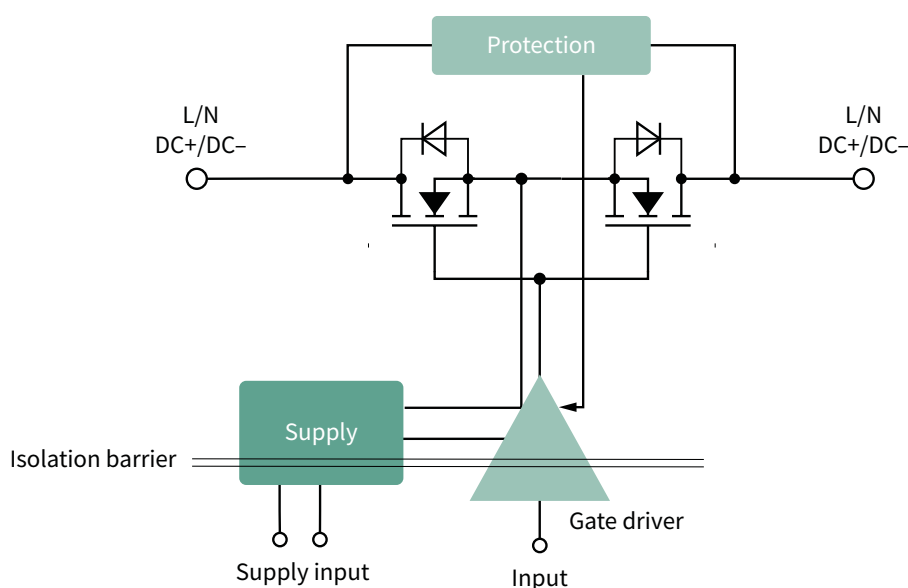 Protection
L/N
DC+/DC–
L/N
DC+/DC–
Supply
Isolation barrier
Gate driver
Supply input
Input